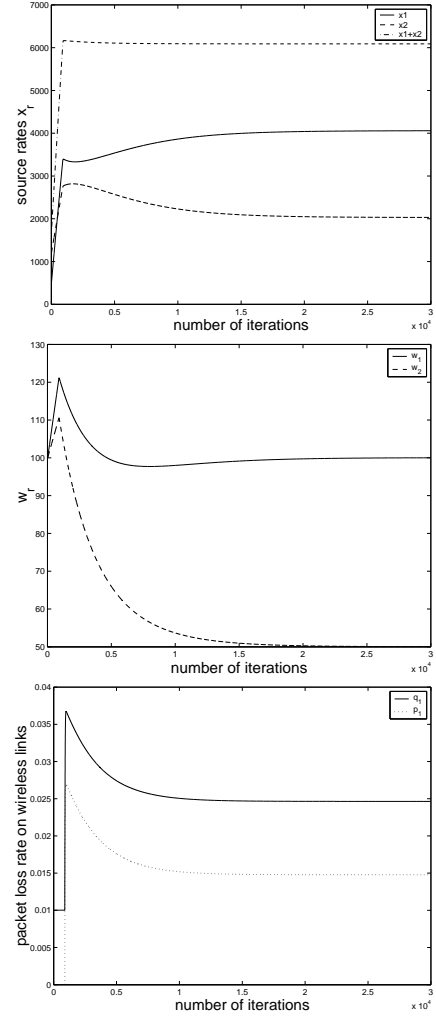 7000
6000
5000
4000
3000
2000
1000
0
source rates x_r
x1
x2
x1+x2
0 0.5 1 1.5 2 2.5 3
x 10^4
number of iterations
130
120
110
100
90
80
70
60
50
w_r
w_1
w_2
0 0.5 1 1.5 2 2.5 3
x 10^4
number of iterations
0.04
0.035
0.03
0.025
0.02
0.015
0.01
0.005
0
packet loss rate on wireless links
q_1
p_1
0 0.5 1 1.5 2 2.5 3
x 10^4
number of iterations